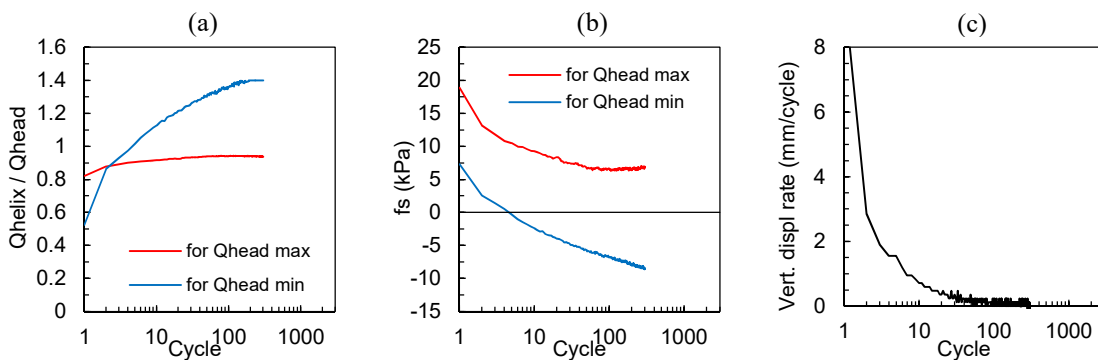 (a)
Qhelix / Qhead
1.6
1.4
1.2
1
0.8
0.6
0.4
0.2
0
for Qhead max
for Qhead min
1 10 100 1000
Cycle
(b)
fs (kPa)
25
20
15
10
5
0
-5
-10
-15
for Qhead max
for Qhead min
1 10 100 1000
Cycle
(c)
Vert. displ rate (mm/cycle)
8
6
4
2
0
1 10 100 1000
Cycle